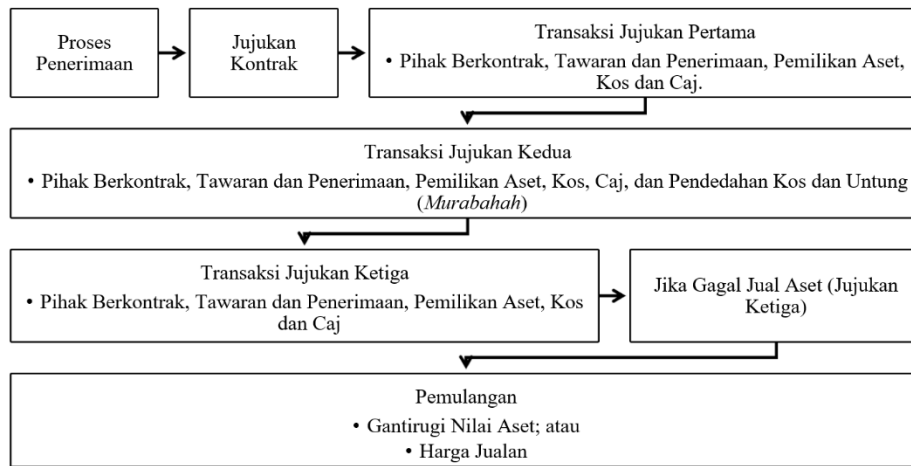 Proses
Penerimaan
Jujukan
Kontrak
Transaksi Jujukan Pertama
• Pihak Berkontrak, Tawaran dan Penerimaan, Pemilikan Aset,
Kos dan Caj.
Transaksi Jujukan Kedua
• Pihak Berkontrak, Tawaran dan Penerimaan, Pemilikan Aset, Kos, Caj, dan Pendedahan Kos dan Untung
(Murabahah)
Transaksi Jujukan Ketiga
• Pihak Berkontrak, Tawaran dan Penerimaan, Pemilikan Aset, Kos
dan Caj
Jika Gagal Jual Aset (Jujukan
Ketiga)
Pemulangan
• Gantirugi Nilai Aset; atau
• Harga Jualan